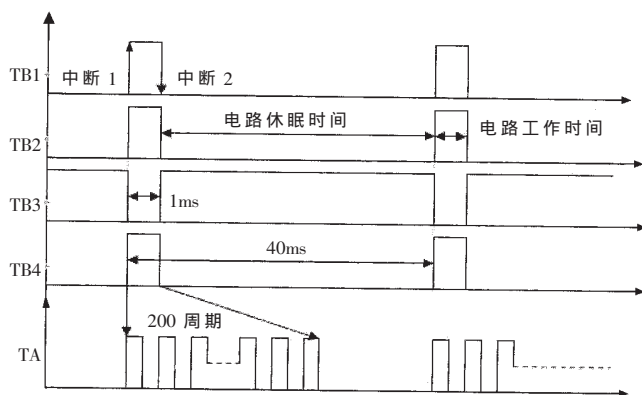 TB1
中断 1
中断 2
TB2
电路休眠时间
电路工作时间
TB3
1ms
TB4
40ms
200 周期
TA